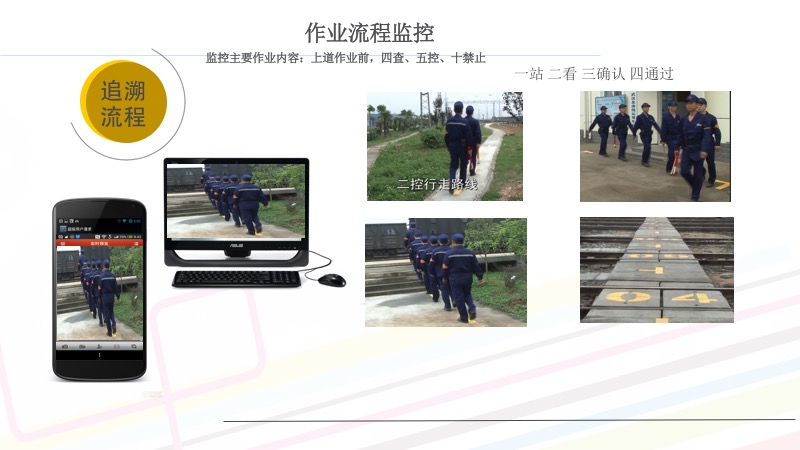 作业流程监控
监控主要作业内容：上道作业前，四查、五控、十禁止
一站 二看 三确认 四通过
追溯
流程
二控行走路线
ASUS
04